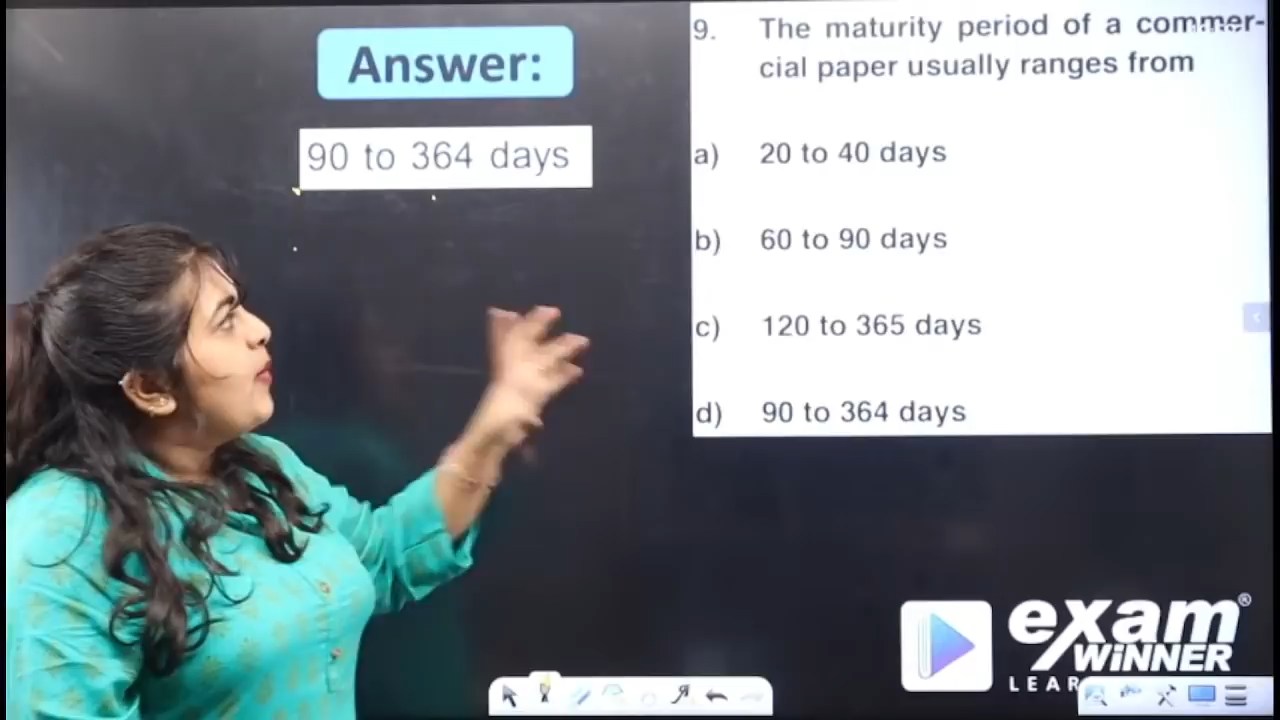 Answer:
90 to 364 days
9. The maturity period of a commer-
cial paper usually ranges from
a) 20 to 40 days
b) 60 to 90 days
c) 120 to 365 days
d) 90 to 364 days
exam
WiNNER